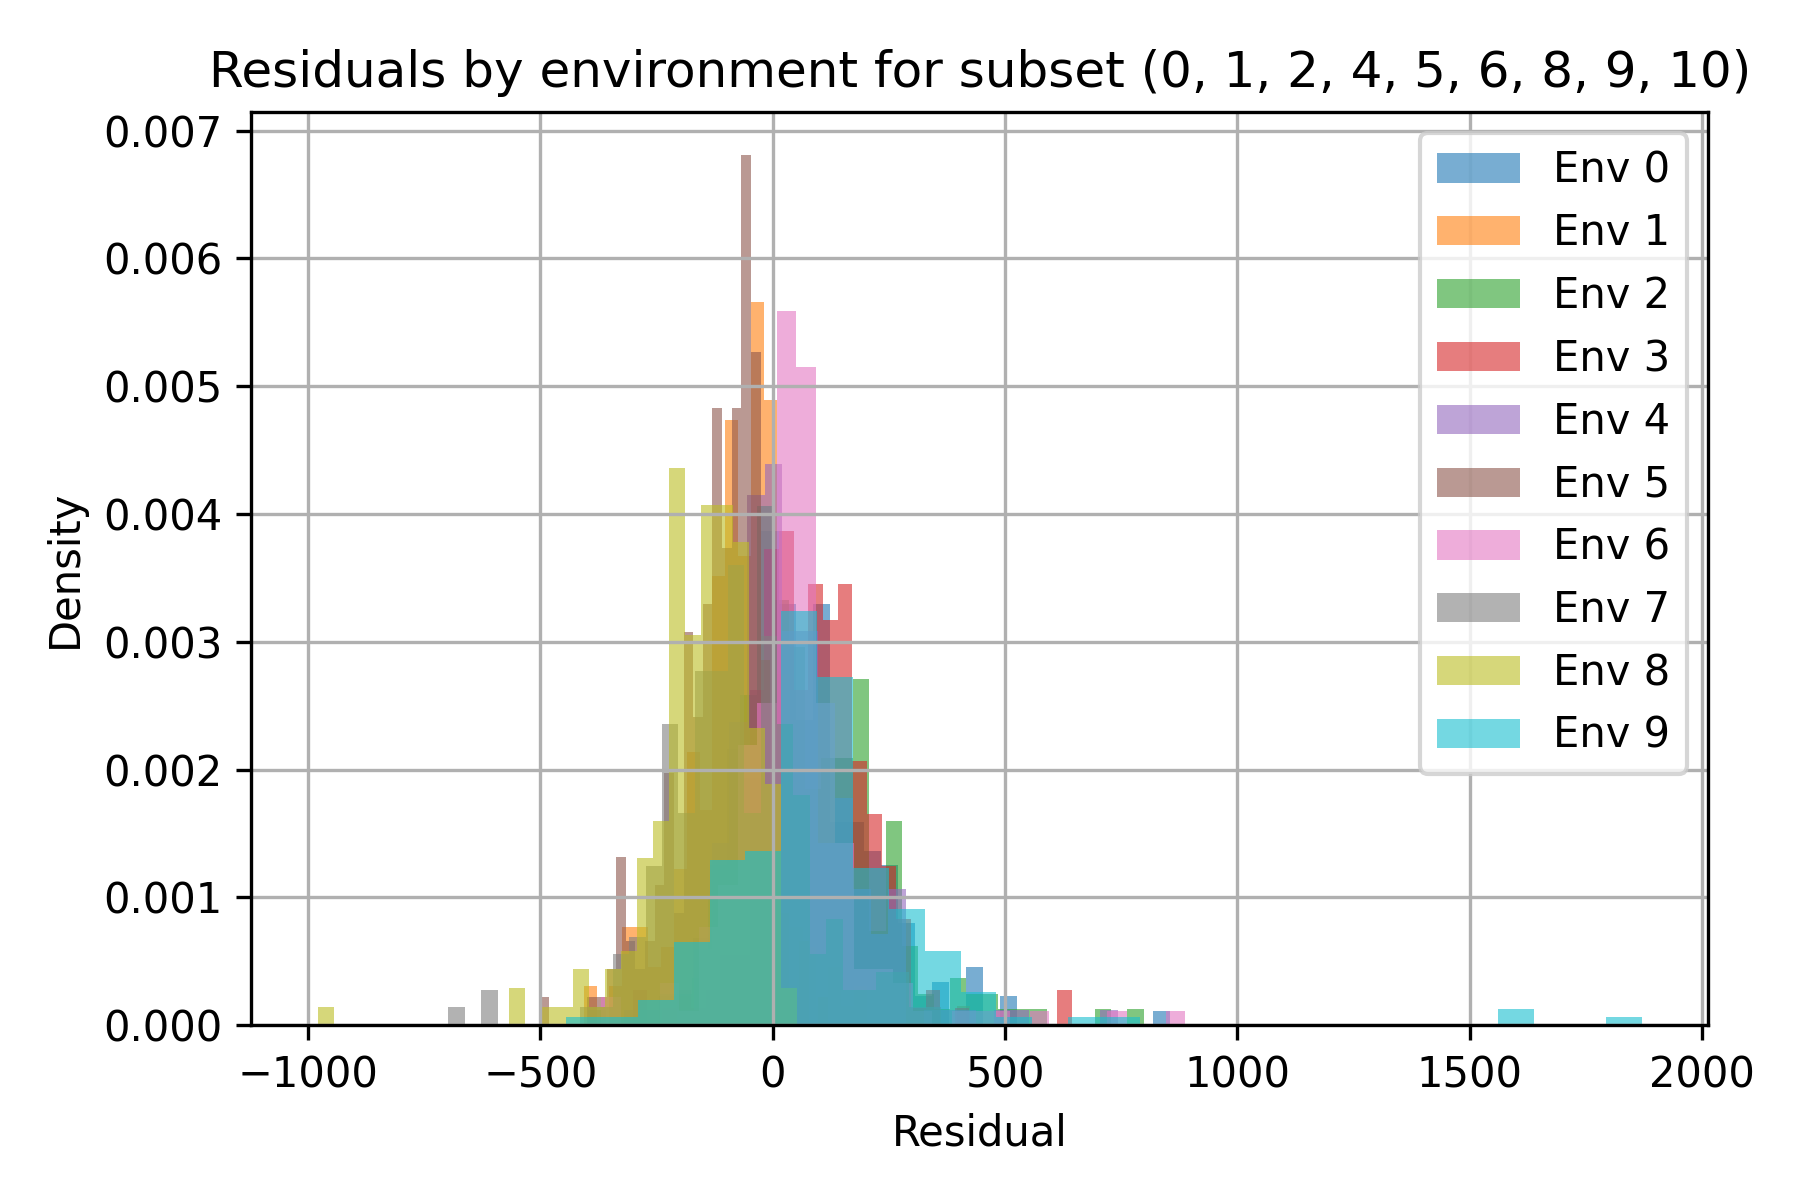 Residuals by environment for subset (0, 1, 2, 4, 5, 6, 8, 9, 10)
0.007
0.006
0.005
0.004
0.003
0.002
0.001
0.000
Density
Env 0
Env 1
Env 2
Env 3
Env 4
Env 5
Env 6
Env 7
Env 8
Env 9
−1000 −500 0 500 1000 1500 2000
Residual